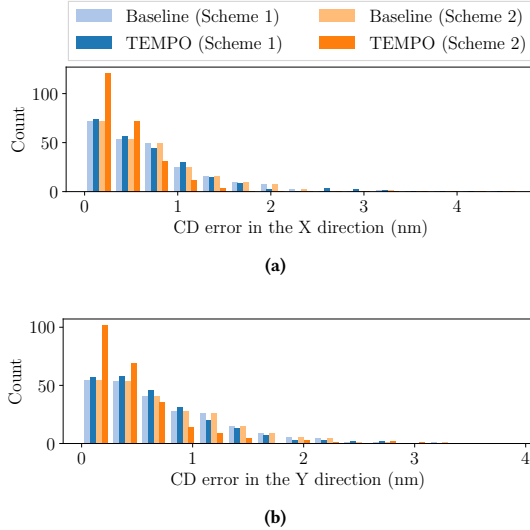 Baseline (Scheme 1) Baseline (Scheme 2)
TEMPO (Scheme 1) TEMPO (Scheme 2)
100
50
0
Count
0 1 2 3 4
CD error in the X direction (nm)
(a)
100
50
0
Count
0 1 2 3 4
CD error in the Y direction (nm)
(b)